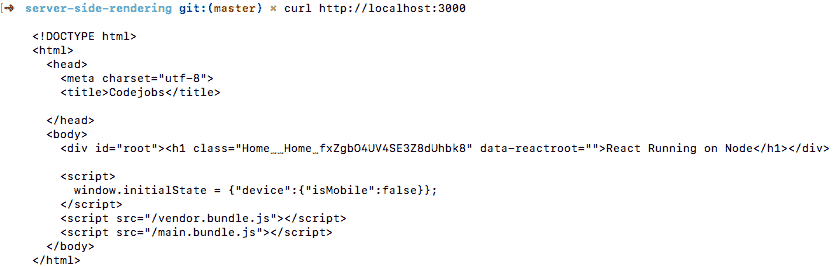 [➜  server-side-rendering git:(master) ✖ curl http://localhost:3000
<!DOCTYPE html>
<html>
<head>
<meta charset="utf-8">
<title>Codejobs</title>
</head>
<body>
<div id="root"><h1 class="Home__Home_fxZgbO4UV4SE3Z8dUhbk8" data-reactroot="">React Running on Node</h1></div>
<script>
window.initialState = {"device":{"isMobile":false}};
</script>
<script src="/vendor.bundle.js"></script>
<script src="/main.bundle.js"></script>
</body>
</html>